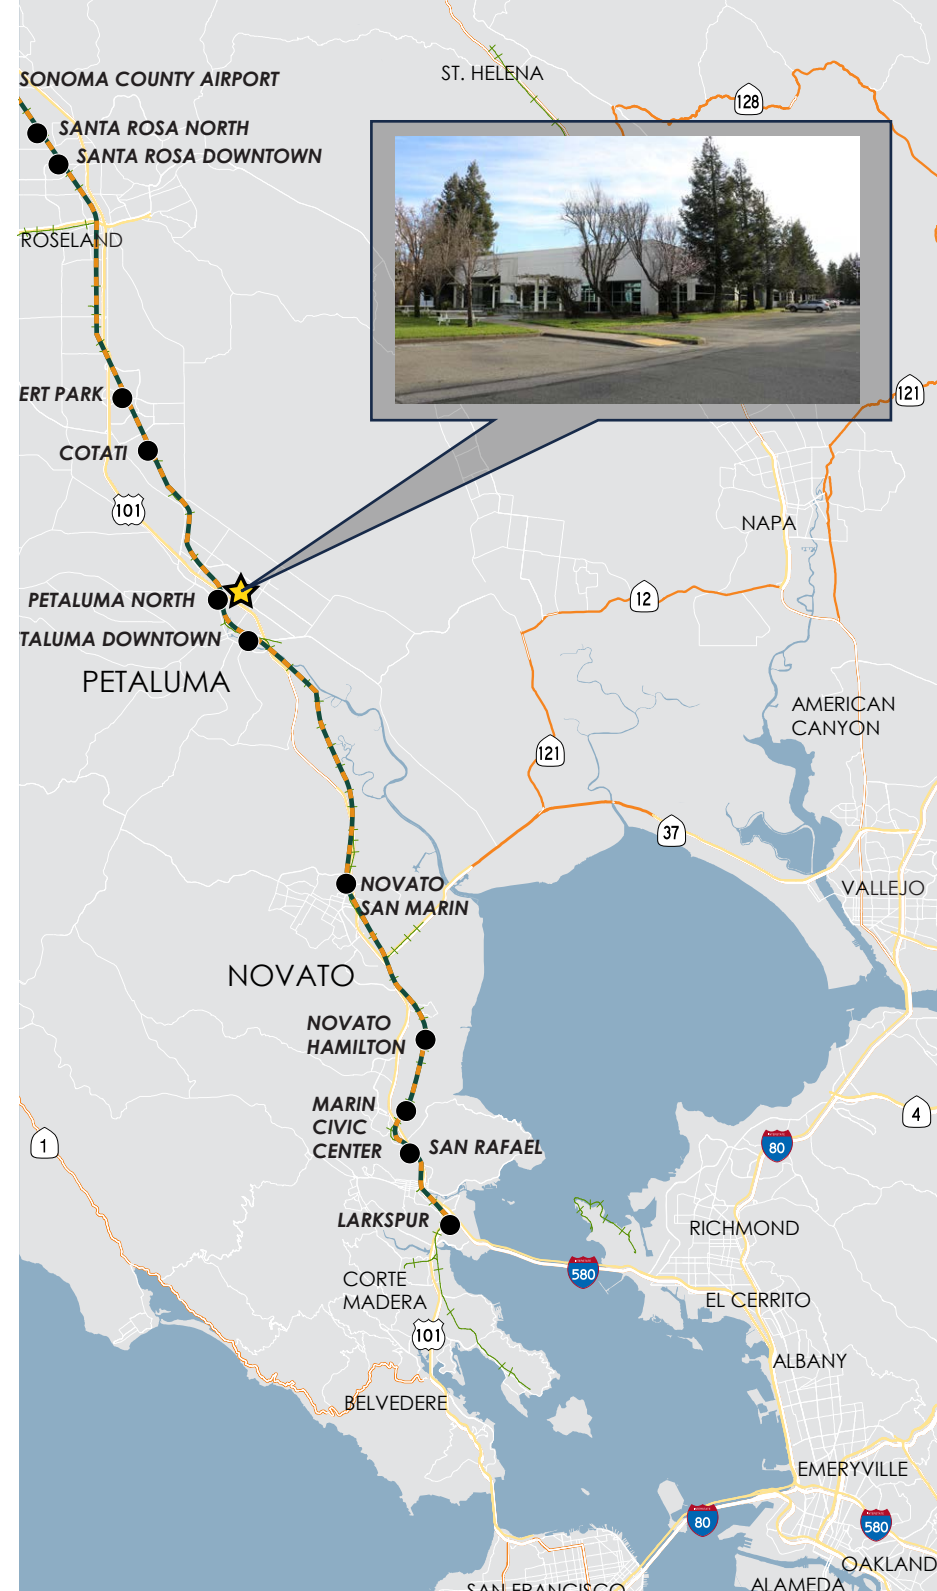 SONOMA COUNTY AIRPORT
ST. HELENA
128
SANTA ROSA NORTH
SANTA ROSA DOWNTOWN
ROSELAND
ERT PARK
121
COTATI
101
NAPA
12
PETALUMA NORTH
TALUMA DOWNTOWN
PETALUMA
AMERICAN
CANYON
121
37
NOVATO
SAN MARIN
VALLEJO
NOVATO
NOVATO
HAMILTON
MARIN
CIVIC
CENTER
4
1
80
SAN RAFAEL
LARKSPUR
RICHMOND
580
CORTE
MADERA
EL CERRITO
101
ALBANY
BELVEDERE
EMERYVILLE
80
580
OAKLAND
ALAMEDA
SAN FRANCISCO